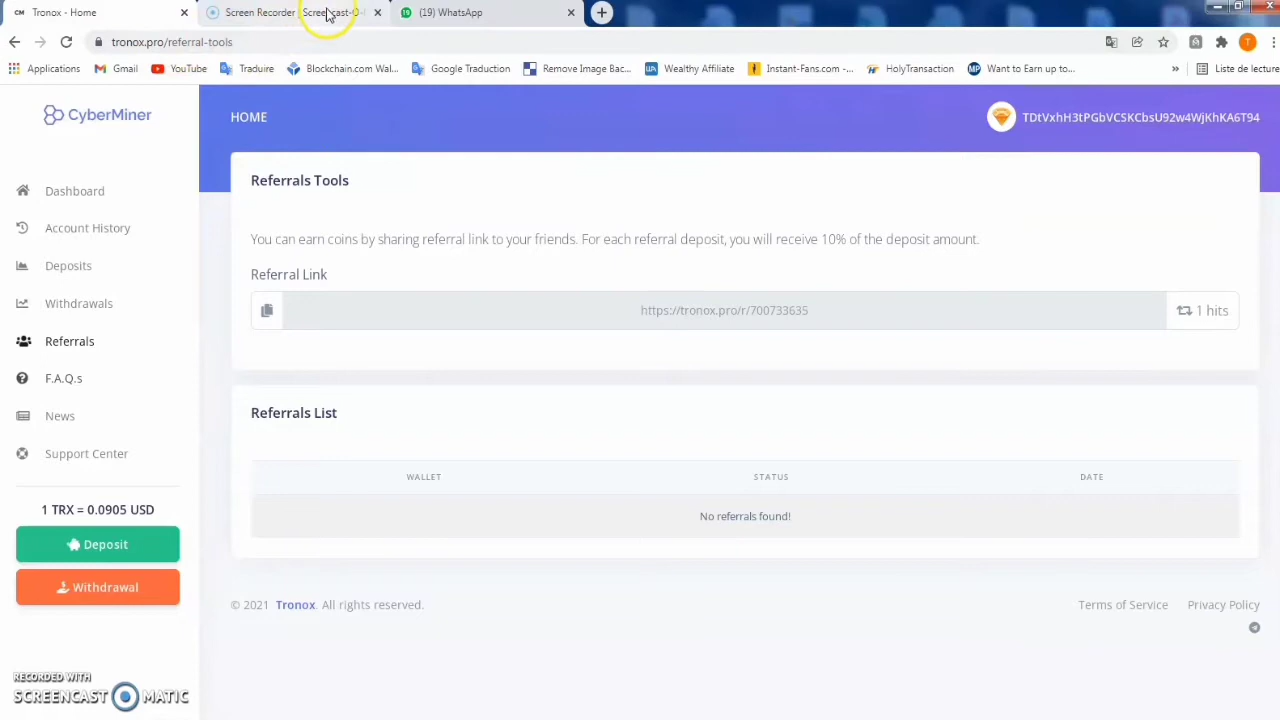 CM Tronox - Home
Screen Recorder | Screencast-O-
(19) WhatsApp
tronox.pro/referral-tools
Applications
Gmail
YouTube
Traduire
Blockchain.com Wal...
Google Traduction
Remove Image Bac...
WA Wealthy Affiliate
Instant-Fans.com -...
HolyTransaction
MP Want to Earn up to...
»
Liste de lecture
CyberMiner
HOME
Dashboard
Account History
Deposits
Withdrawals
Referrals
F.A.Q.s
News
Support Center
1 TRX = 0.0905 USD
Deposit
Withdrawal
Referrals Tools
You can earn coins by sharing referral link to your friends. For each referral deposit, you will receive 10% of the deposit amount.
Referral Link
https://tronox.pro/r/700733635
1 hits
Referrals List
WALLET STATUS DATE
No referrals found!
© 2021 Tronox. All rights reserved.
Terms of Service Privacy Policy
RECORDED WITH
SCREENCAST MATIC